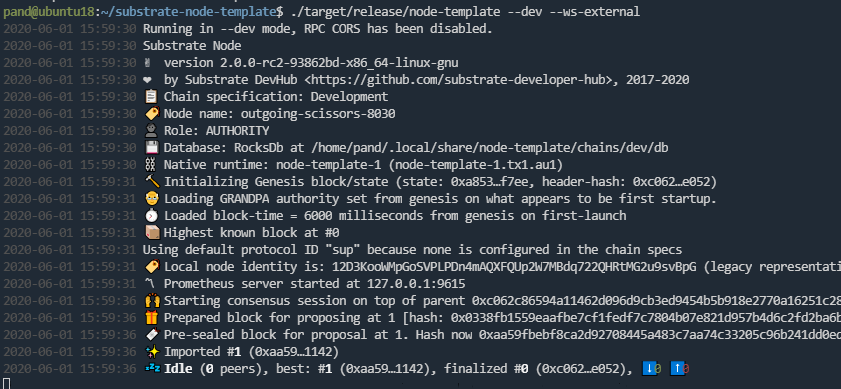 pand@ubuntu18:~/substrate-node-template$ ./target/release/node-template --dev --ws-external
2020-06-01 15:59:30 Running in --dev mode, RPC CORS has been disabled.
2020-06-01 15:59:30 Substrate Node
2020-06-01 15:59:30 ✌ version 2.0.0-rc2-93862bd-x86_64-linux-gnu
2020-06-01 15:59:30 ❤ by Substrate DevHub <https://github.com/substrate-developer-hub>, 2017-2020
2020-06-01 15:59:30 📋 Chain specification: Development
2020-06-01 15:59:30 🏷 Node name: outgoing-scissors-8030
2020-06-01 15:59:30 👤 Role: AUTHORITY
2020-06-01 15:59:30 💾 Database: RocksDb at /home/pand/.local/share/node-template/chains/dev/db
2020-06-01 15:59:30 ⛓ Native runtime: node-template-1 (node-template-1.tx1.au1)
2020-06-01 15:59:31 🔨 Initializing Genesis block/state (state: 0xa853…f7ee, header-hash: 0xc062…e052)
2020-06-01 15:59:31 👴 Loading GRANDPA authority set from genesis on what appears to be first startup.
2020-06-01 15:59:31 ⏱ Loaded block-time = 6000 milliseconds from genesis on first-launch
2020-06-01 15:59:31 📦 Highest known block at #0
2020-06-01 15:59:31 Using default protocol ID "sup" because none is configured in the chain specs
2020-06-01 15:59:31 🏷 Local node identity is: 12D3KooWMpGoSVPLPDn4mAQXFQUp2W7MBdq722QHRtMG2u9svBpG (legacy representati
2020-06-01 15:59:31 〽 Prometheus server started at 127.0.0.1:9615
2020-06-01 15:59:36 🙌 Starting consensus session on top of parent 0xc062c86594a11462d096d9cb3ed9454b5b918e2770a16251c28
2020-06-01 15:59:36 🎁 Prepared block for proposing at 1 [hash: 0x0338fb1559eaafbe7cf1fedf7c7804b07e821d957b4d6c2fd2ba6b
2020-06-01 15:59:36 🔖 Pre-sealed block for proposal at 1. Hash now 0xaa59fbebf8ca2d92708445a483c7aa74c33205c96b241dd0ed
2020-06-01 15:59:36 ✨ Imported #1 (0xaa59…1142)
2020-06-01 15:59:36 💤 Idle (0 peers), best: #1 (0xaa59…1142), finalized #0 (0xc062…e052), ⬇ 0 ⬆ 0